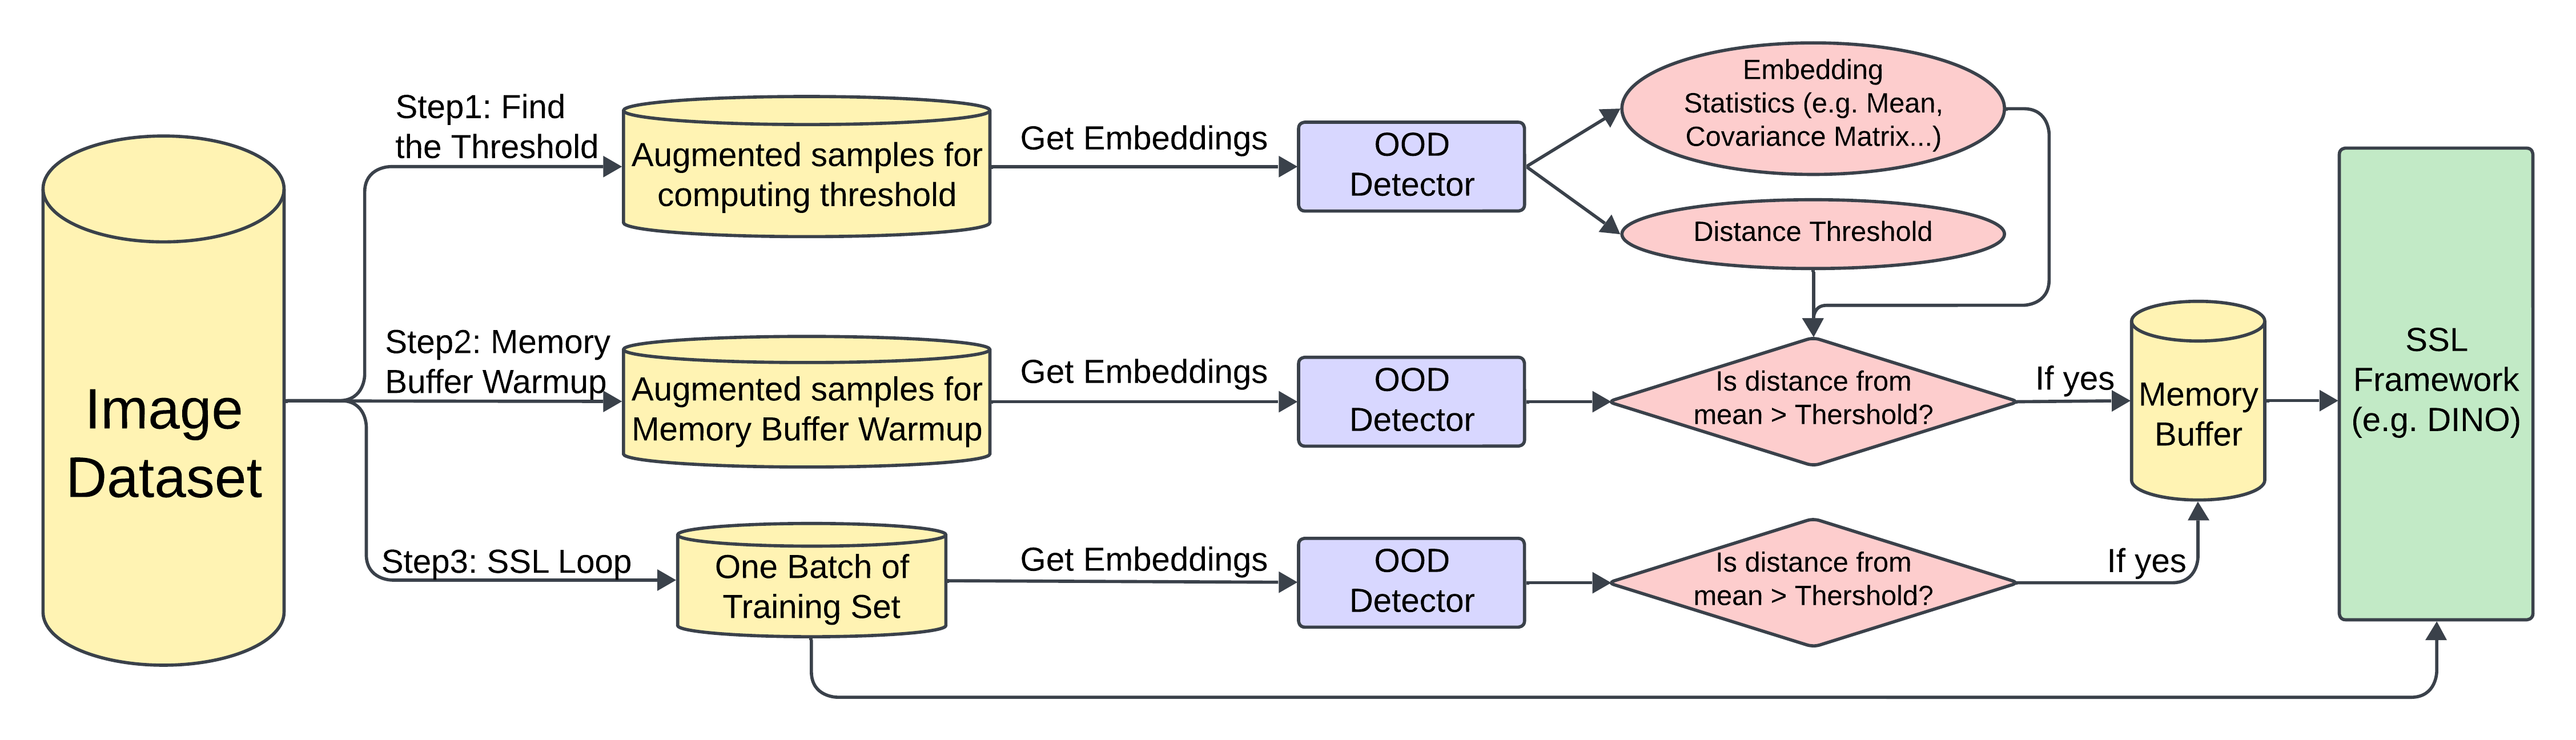 Image
Dataset
Step1: Find
the Threshold
Augmented samples for
computing threshold
Get Embeddings
OOD
Detector
Embedding
Statistics (e.g. Mean,
Covariance Matrix...)
Distance Threshold
Step2: Memory
Buffer Warmup
Augmented samples for
Memory Buffer Warmup
Get Embeddings
OOD
Detector
Is distance from
mean > Thershold?
If yes
Memory
Buffer
SSL
Framework
(e.g. DINO)
Step3: SSL Loop
One Batch of
Training Set
Get Embeddings
OOD
Detector
Is distance from
mean > Thershold?
If yes